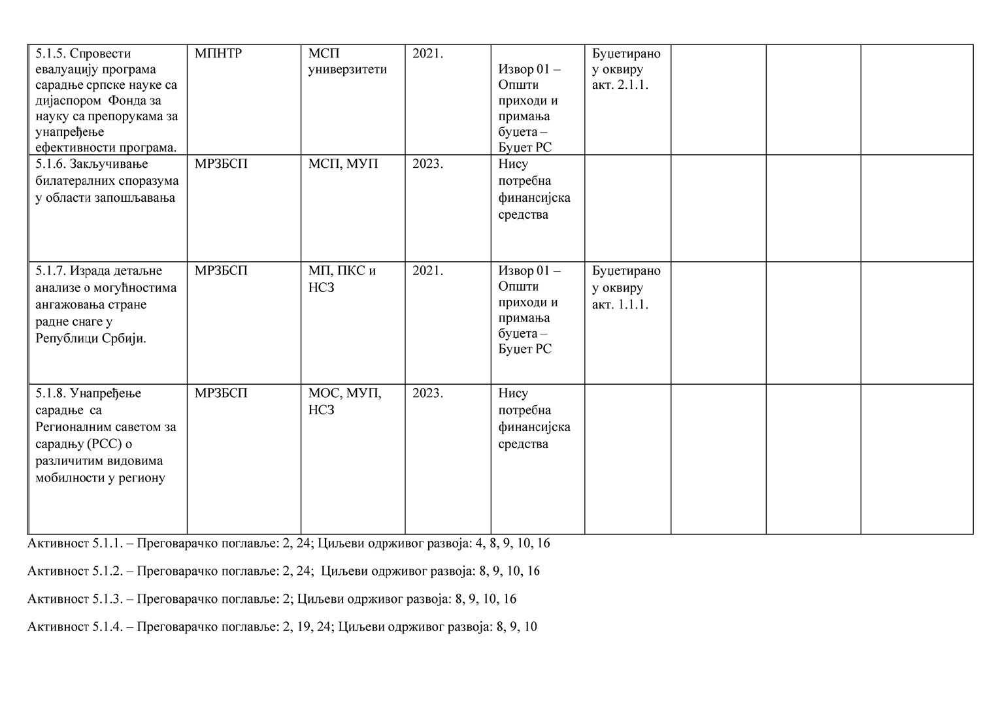 5.1.5. Спровести
евалуацију програма
сарадње српске науке са
дијаспором Фонда за
науку са препорукама за
унапређење
ефективности програма.
МПНТР
МСП
универзитети
2021.
Извор 01 –
Општи
приходи и
примања
буџета –
Буџет РС
Буџетирано
у оквиру
акт. 2.1.1.
5.1.6. Закључивање
билатералних споразума
у области запошљавања
МРЗБСП
МСП, МУП
2023.
Нису
потребна
финансијска
средства
5.1.7. Израда детаљне
анализе о могућностима
ангажовања стране
радне снаге у
Републици Србији.
МРЗБСП
МП, ПКС и
НСЗ
2021.
Извор 01 –
Општи
приходи и
примања
буџета –
Буџет РС
Буџетирано
у оквиру
акт. 1.1.1.
5.1.8. Унапређење
сарадње са
Регионалним саветом за
сарадњу (РСС) о
различитим видовима
мобилности у региону
МРЗБСП
МОС, МУП,
НСЗ
2023.
Нису
потребна
финансијска
средства
Активност 5.1.1. – Преговарачко поглавље: 2, 24; Циљеви одрживог развоја: 4, 8, 9, 10, 16
Активност 5.1.2. – Преговарачко поглавље: 2, 24; Циљеви одрживог развоја: 8, 9, 10, 16
Активност 5.1.3. – Преговарачко поглавље: 2; Циљеви одрживог развоја: 8, 9, 10, 16
Активност 5.1.4. – Преговарачко поглавље: 2, 19, 24; Циљеви одрживог развоја: 8, 9, 10